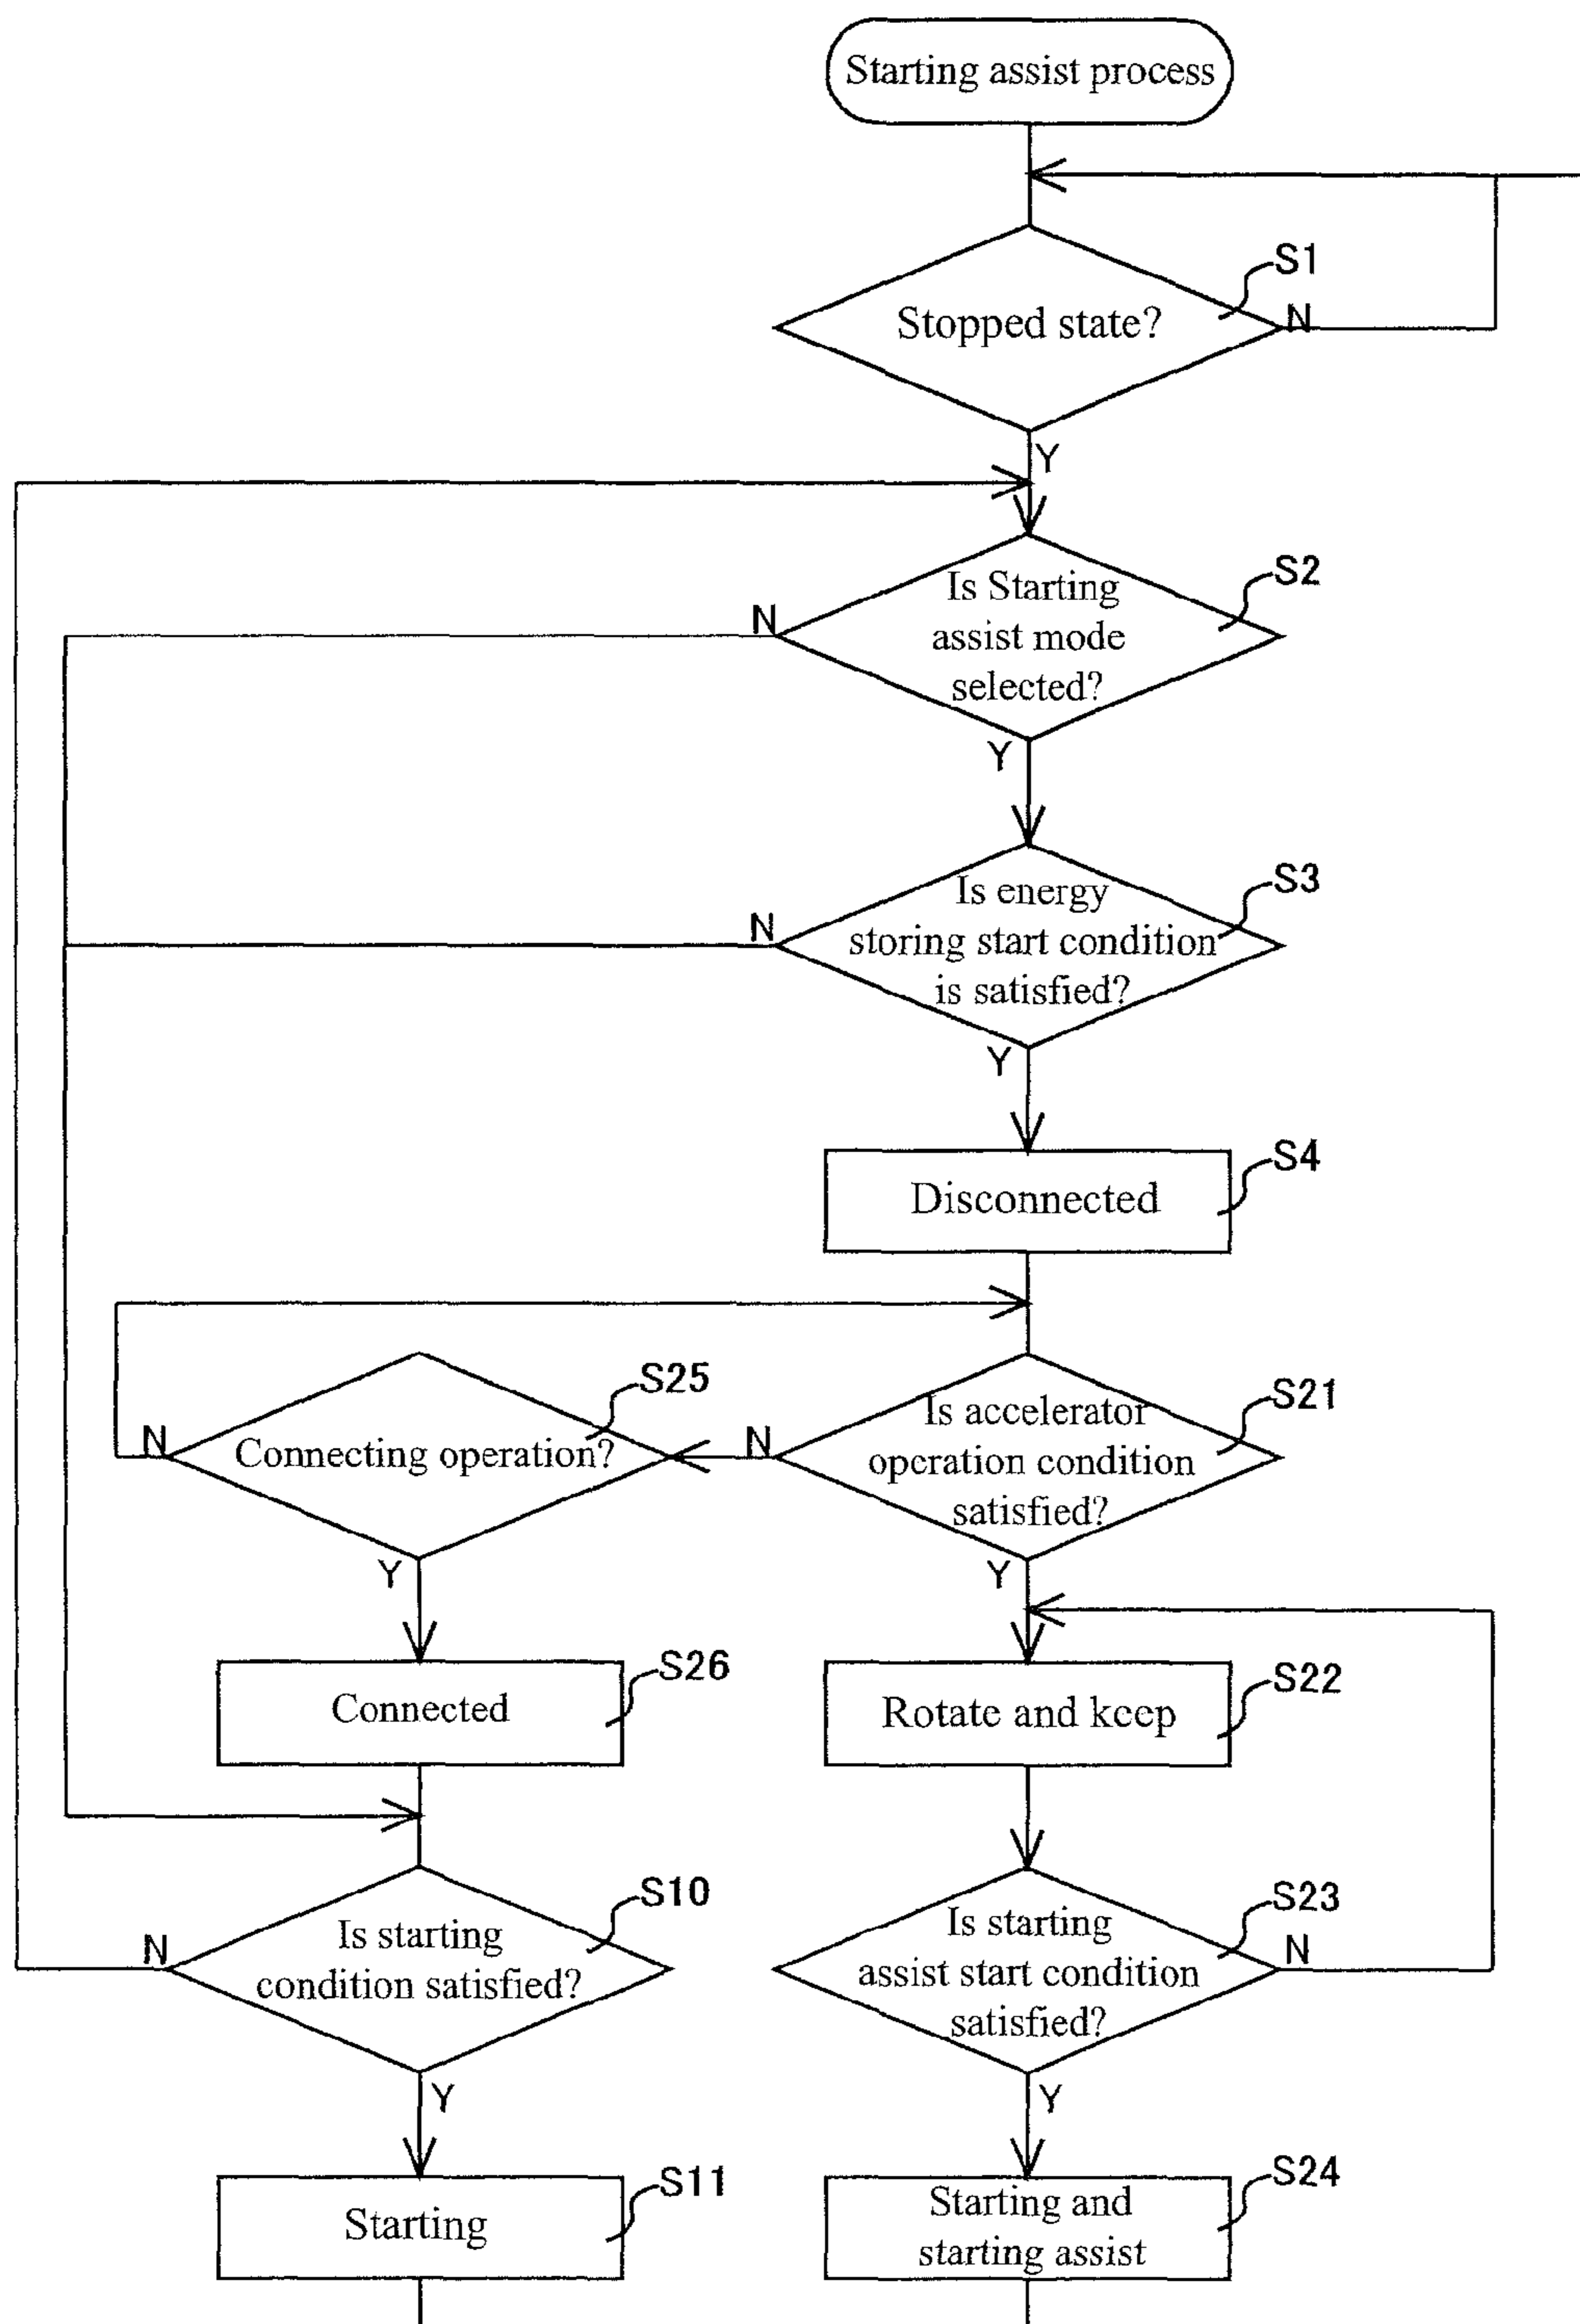 Starting assist process
S1
Stopped state?
N
Y
S2
Is Starting
assist mode
selected?
N
Y
S3
Is energy
storing start condition
is satisfied?
N
Y
S4
Disconnected
S25
Connecting operation?
N
Y
S21
Is accelerator
operation condition
satisfied?
N
Y
S26
Connected
S22
Rotate and keep
S10
Is starting
condition satisfied?
N
Y
S23
Is starting
assist start condition
satisfied?
N
Y
S11
Starting
S24
Starting and
starting assist